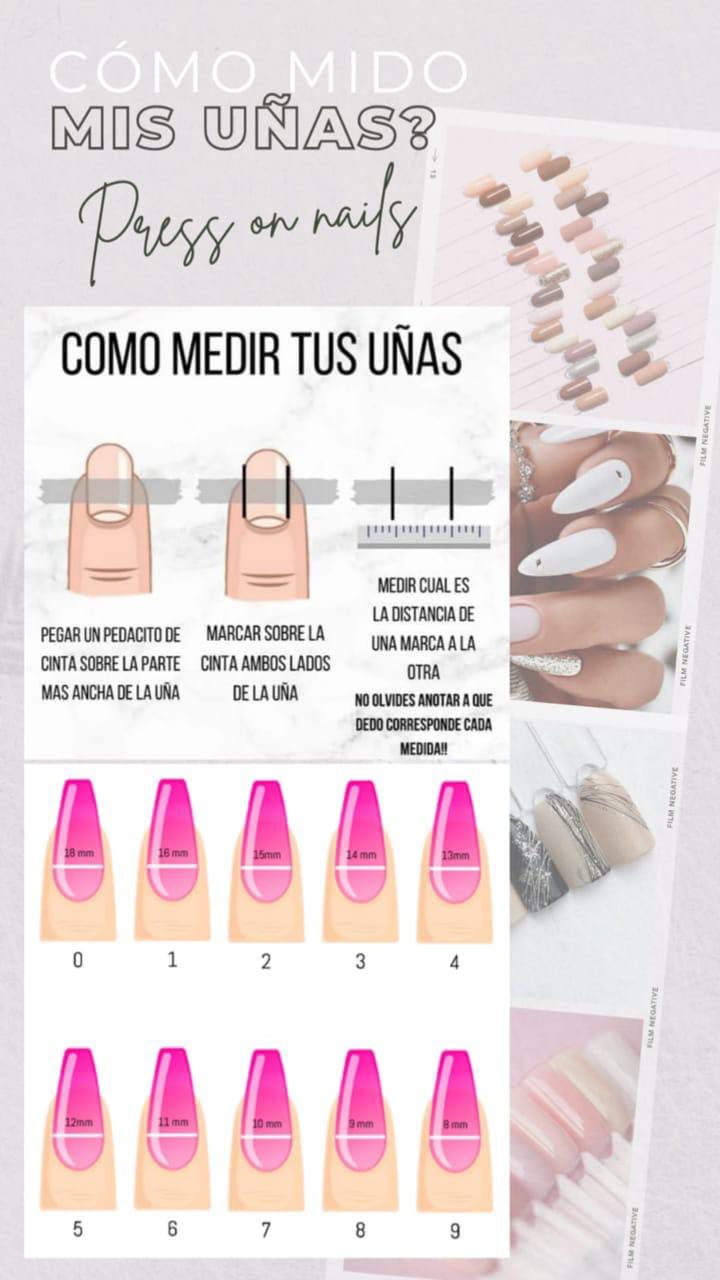 CÓMO MIDO
MIS UÑAS?
Press on nails
COMO MEDIR TUS UÑAS
PEGAR UN PEDACITO DE
CINTA SOBRE LA PARTE
MAS ANCHA DE LA UÑA
MARCAR SOBRE LA
CINTA AMBOS LADOS
DE LA UÑA
MEDIR CUAL ES
LA DISTANCIA DE
UNA MARCA A LA
OTRA
NO OLVIDES ANOTAR A QUE
DEDO CORRESPONDE CADA
MEDIDA!!
18 mm 16 mm 15mm 14 mm 13mm
0 1 2 3 4
12mm 11 mm 10 mm 9 mm 8 mm
5 6 7 8 9
13
FILM NEGATIVE
FILM NEGATIVE
FILM NEGATIVE
FILM NEGATIVE
FILM NEGATIVE